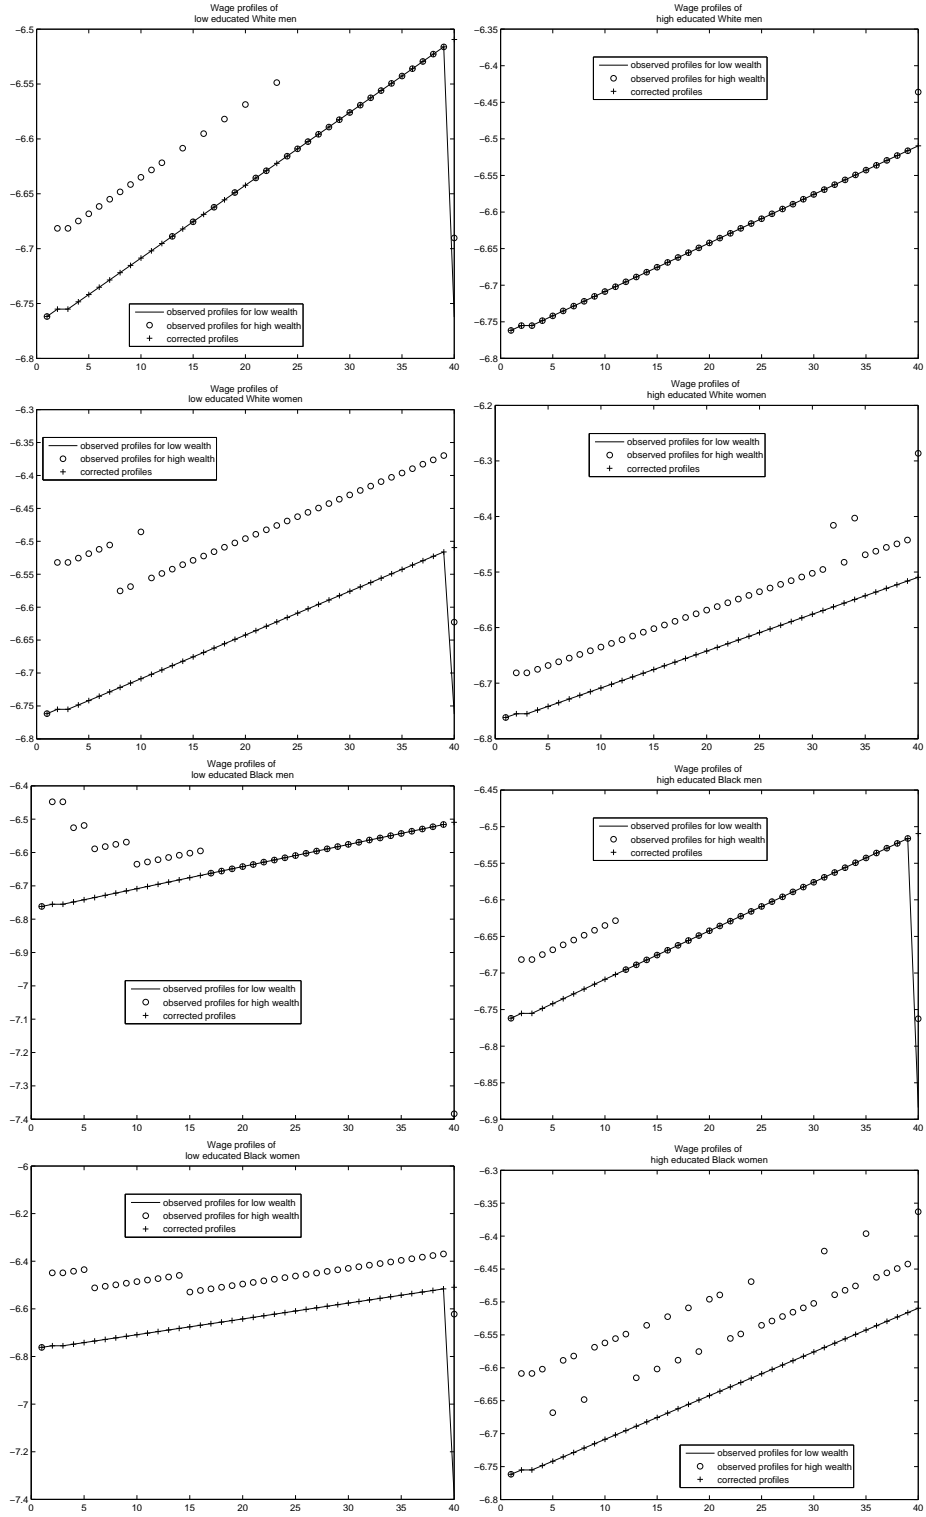 Wage profiles of
low educated White men
−6.5
−6.55
−6.6
−6.65
−6.7
−6.75
−6.8
0 5 10 15 20 25 30 35 40
observed profiles for low wealth
observed profiles for high wealth
corrected profiles
Wage profiles of
high educated White men
−6.35
−6.4
−6.45
−6.5
−6.55
−6.6
−6.65
−6.7
−6.75
−6.8
0 5 10 15 20 25 30 35 40
observed profiles for low wealth
observed profiles for high wealth
corrected profiles
Wage profiles of
low educated White women
−6.3
−6.35
−6.4
−6.45
−6.5
−6.55
−6.6
−6.65
−6.7
−6.75
−6.8
0 5 10 15 20 25 30 35 40
observed profiles for low wealth
observed profiles for high wealth
corrected profiles
Wage profiles of
high educated White women
−6.2
−6.3
−6.4
−6.5
−6.6
−6.7
−6.8
0 5 10 15 20 25 30 35 40
observed profiles for low wealth
observed profiles for high wealth
corrected profiles
Wage profiles of
low educated Black men
−6.4
−6.5
−6.6
−6.7
−6.8
−6.9
−7
−7.1
−7.2
−7.3
−7.4
0 5 10 15 20 25 30 35 40
observed profiles for low wealth
observed profiles for high wealth
corrected profiles
Wage profiles of
high educated Black men
−6.45
−6.5
−6.55
−6.6
−6.65
−6.7
−6.75
−6.8
−6.85
−6.9
0 5 10 15 20 25 30 35 40
observed profiles for low wealth
observed profiles for high wealth
corrected profiles
Wage profiles of
low educated Black women
−6
−6.2
−6.4
−6.6
−6.8
−7
−7.2
−7.4
0 5 10 15 20 25 30 35 40
observed profiles for low wealth
observed profiles for high wealth
corrected profiles
Wage profiles of
high educated Black women
−6.3
−6.35
−6.4
−6.45
−6.5
−6.55
−6.6
−6.65
−6.7
−6.75
−6.8
0 5 10 15 20 25 30 35 40
observed profiles for low wealth
observed profiles for high wealth
corrected profiles